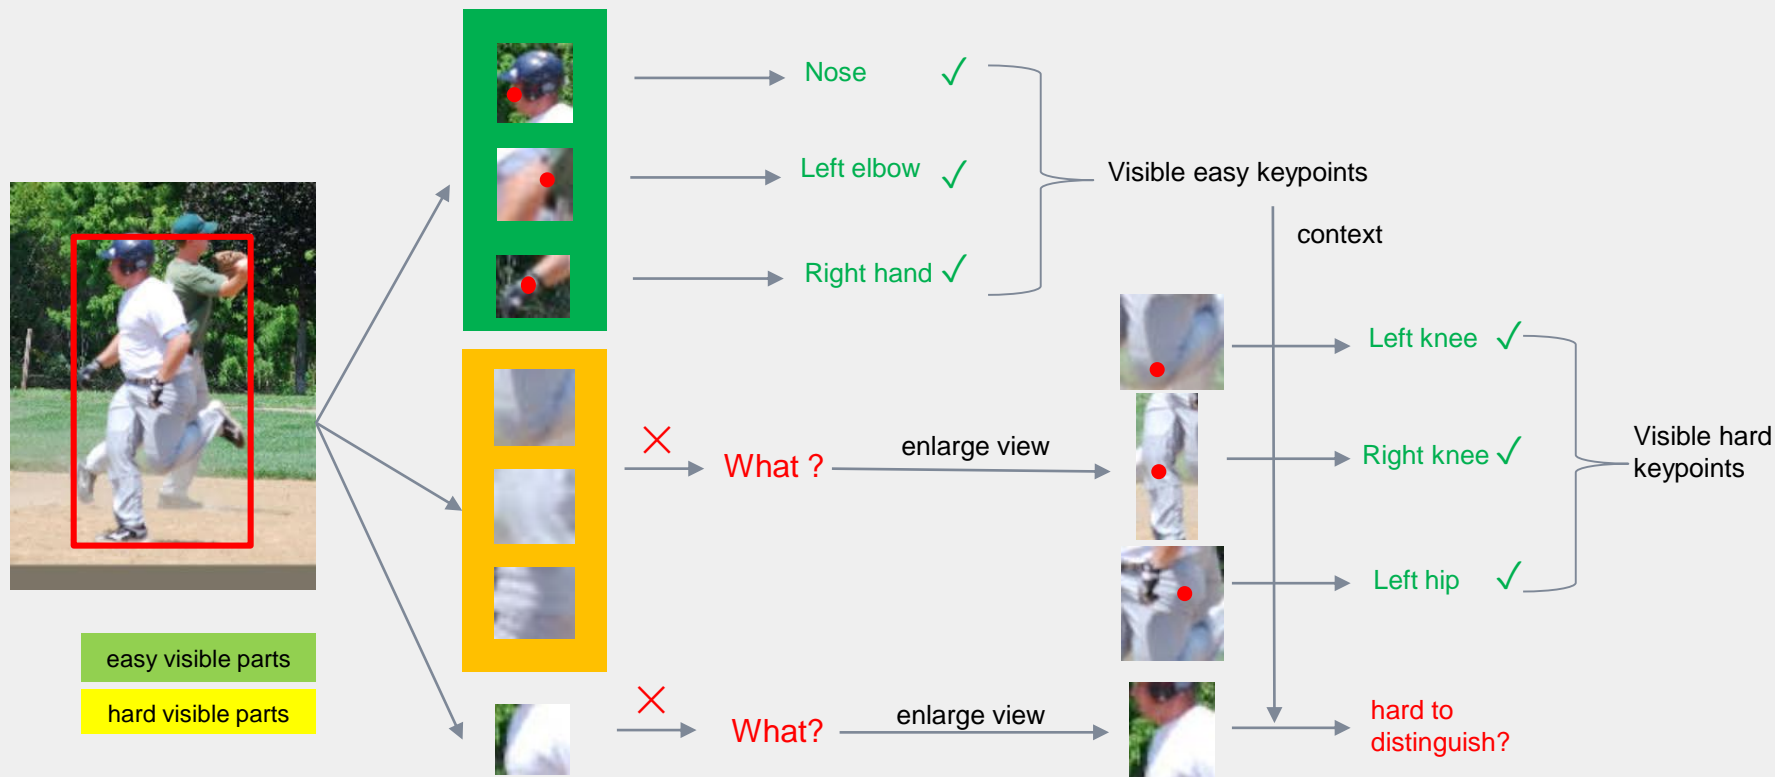 Nose ✓
Left elbow ✓
Right hand ✓
Visible easy keypoints
context
Left knee ✓
What ?
enlarge view
Right knee ✓
Visible hard
keypoints
Left hip ✓
easy visible parts
hard visible parts
What?
enlarge view
hard to
distinguish?